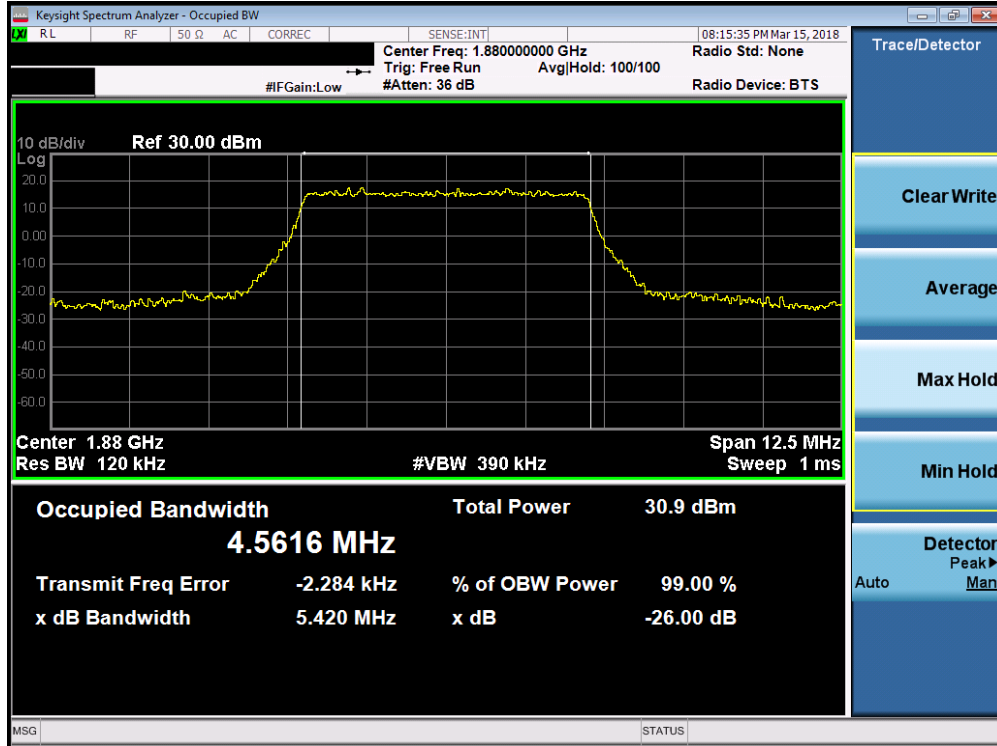 Keysight Spectrum Analyzer - Occupied BW
LXI RL RF 50 Ω AC CORREC SENSE:INT 08:15:35 PM Mar 15, 2018
Center Freq: 1.880000000 GHz Radio Std: None
Trig: Free Run Avg|Hold: 100/100
#IFGain:Low #Atten: 36 dB Radio Device: BTS
Trace/Detector
10 dB/div Ref 30.00 dBm
Log
20.0
10.0
0.00
-10.0
-20.0
-30.0
-40.0
-50.0
-60.0
Center 1.88 GHz Span 12.5 MHz
Res BW 120 kHz #VBW 390 kHz Sweep 1 ms
Occupied Bandwidth Total Power 30.9 dBm
4.5616 MHz
Transmit Freq Error -2.284 kHz % of OBW Power 99.00 %
x dB Bandwidth 5.420 MHz x dB -26.00 dB
Clear Write
Average
Max Hold
Min Hold
Detector
Peak▶
Auto Man
MSG STATUS